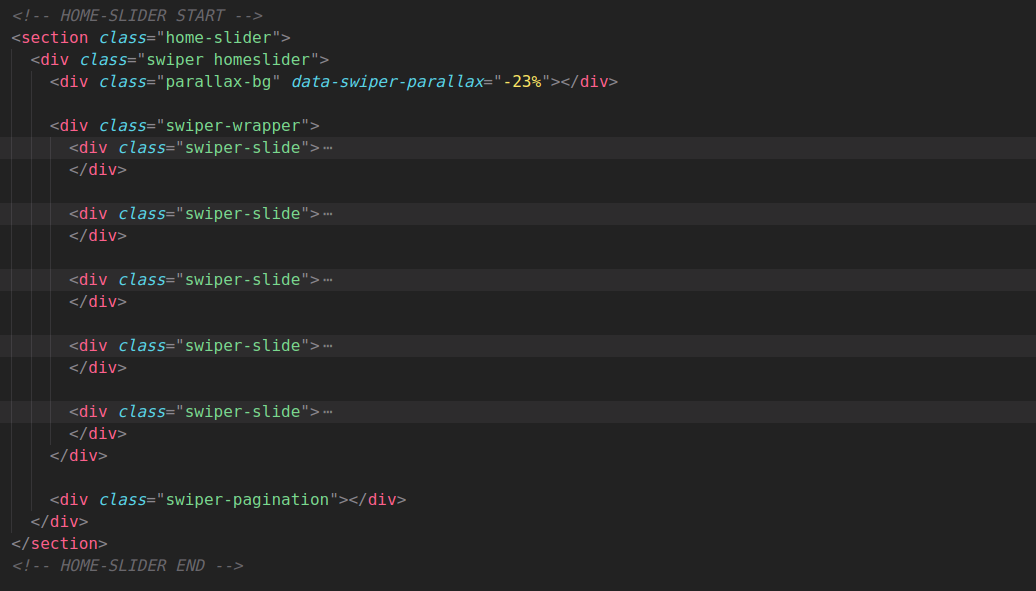 <!-- HOME-SLIDER START -->
<section class="home-slider">
<div class="swiper homeslider">
<div class="parallax-bg" data-swiper-parallax="-23%"></div>
<div class="swiper-wrapper">
<div class="swiper-slide">⋯
</div>
<div class="swiper-slide">⋯
</div>
<div class="swiper-slide">⋯
</div>
<div class="swiper-slide">⋯
</div>
<div class="swiper-slide">⋯
</div>
</div>
<div class="swiper-pagination"></div>
</div>
</section>
<!-- HOME-SLIDER END -->